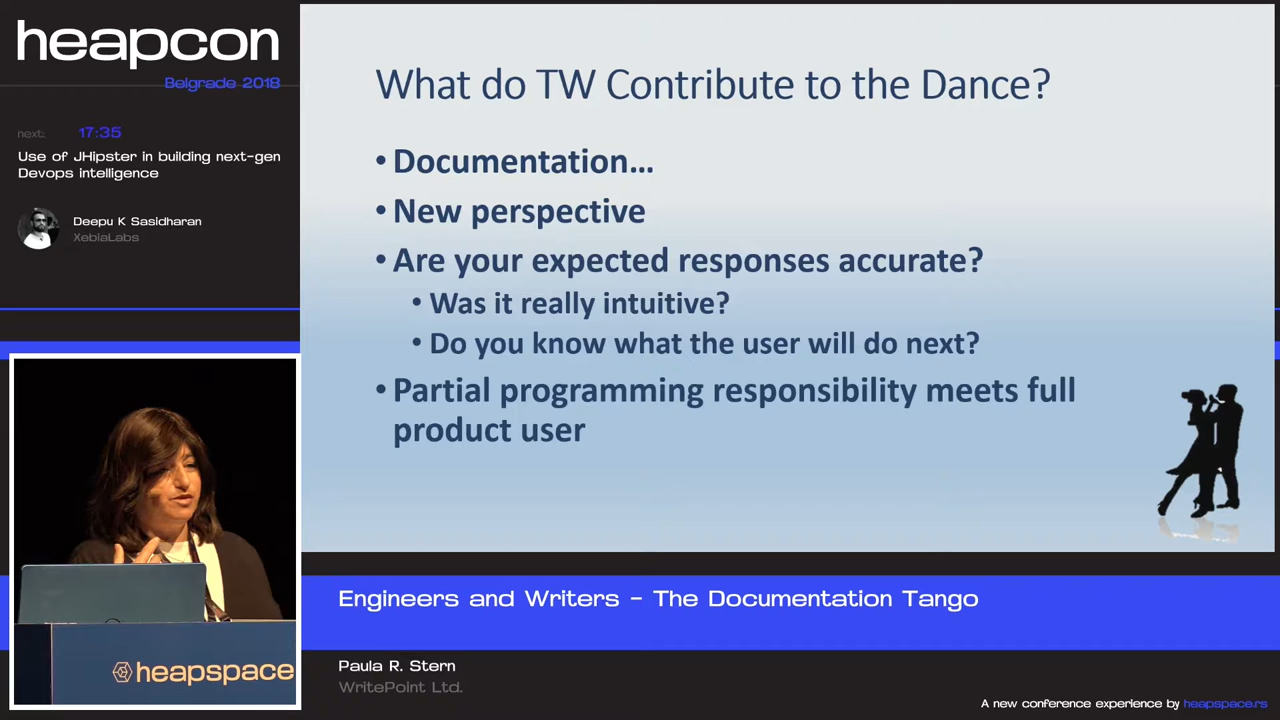 heapcon
Belgrade 2018
next: 17:35
Use of JHipster in building next-gen
Devops intelligence
Deepu K Sasidharan
XebiaLabs
What do TW Contribute to the Dance?
• Documentation...
• New perspective
• Are your expected responses accurate?
• Was it really intuitive?
• Do you know what the user will do next?
• Partial programming responsibility meets full
product user
heapspace
Engineers and Writers - The Documentation Tango
Paula R. Stern
WritePoint Ltd.
A new conference experience by heapspace.rs